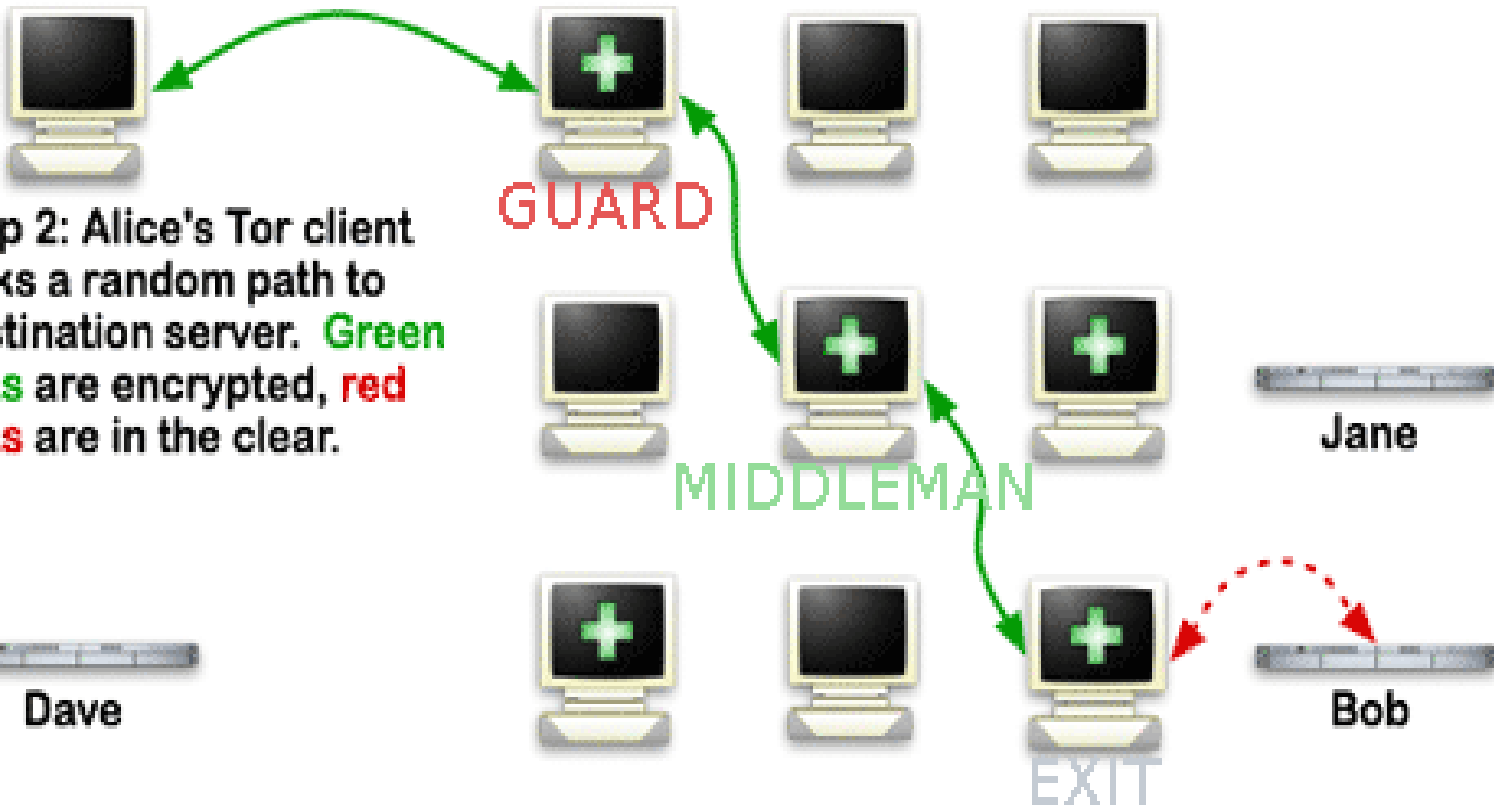 GUARD
p 2: Alice's Tor client
ks a random path to
stination server. Green
s are encrypted, red
s are in the clear.
Jane
MIDDLEMAN
Dave
Bob
EXIT